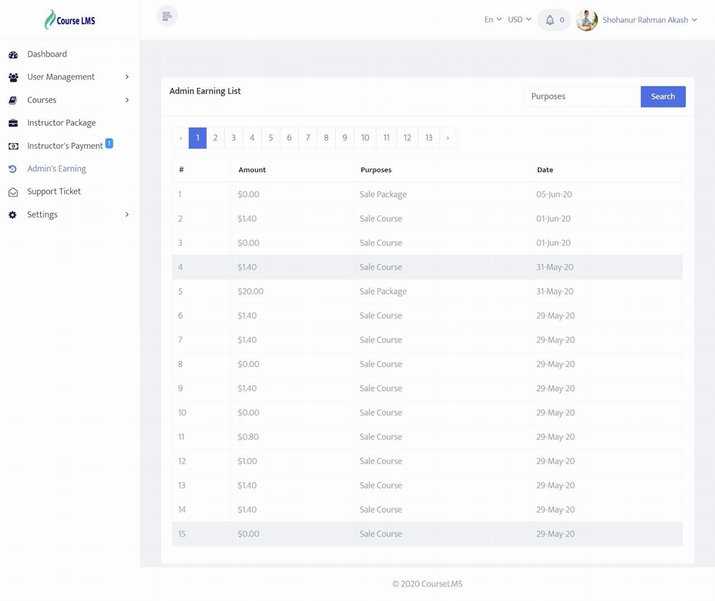 Course LMS
En USD 0 Shohanur Rahman Akash
Dashboard
User Management
Courses
Instructor Package
Instructor's Payment 1
Admin's Earning
Support Ticket
Settings
Admin Earning List
Purposes Search
‹ 1 2 3 4 5 6 7 8 9 10 11 12 13 ›
# Amount Purposes Date
1 $0.00 Sale Package 05-Jun-20
2 $1.40 Sale Course 01-Jun-20
3 $0.00 Sale Course 01-Jun-20
4 $1.40 Sale Course 31-May-20
5 $20.00 Sale Package 31-May-20
6 $1.40 Sale Course 29-May-20
7 $1.40 Sale Course 29-May-20
8 $0.00 Sale Course 29-May-20
9 $1.40 Sale Course 29-May-20
10 $0.00 Sale Course 29-May-20
11 $0.80 Sale Course 29-May-20
12 $1.00 Sale Course 29-May-20
13 $1.40 Sale Course 29-May-20
14 $1.40 Sale Course 29-May-20
15 $0.00 Sale Course 29-May-20
© 2020 CourseLMS